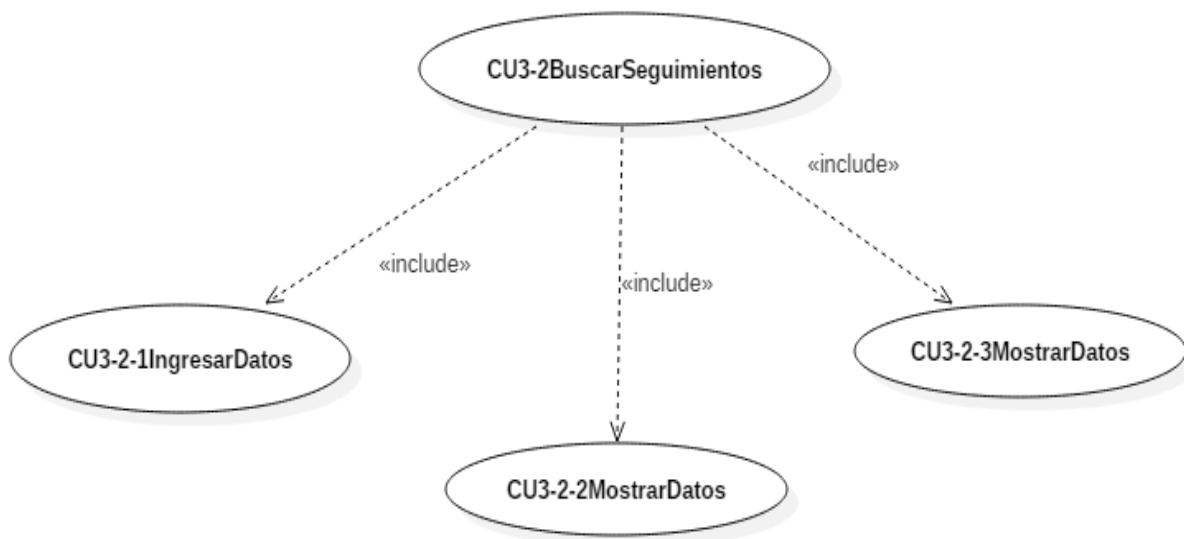 CU3-2BuscarSeguimientos
«include»
«include»
«include»
CU3-2-1IngresarDatos
CU3-2-3MostrarDatos
CU3-2-2MostrarDatos